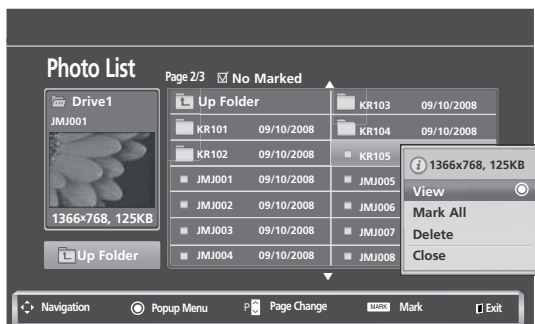 Photo List
Page 2/3 ☑ No Marked
Drive1
JMJ001
1366×768, 125KB
Up Folder
Up Folder
KR101 09/10/2008
KR102 09/10/2008
JMJ001 09/10/2008
JMJ002 09/10/2008
JMJ003 09/10/2008
JMJ004 09/10/2008
KR103 09/10/2008
KR104 09/10/2008
KR105
JMJ005
JMJ006
JMJ007
JMJ008
i 1366x768, 125KB
View
Mark All
Delete
Close
Navigation Popup Menu P Page Change MARK Mark Exit